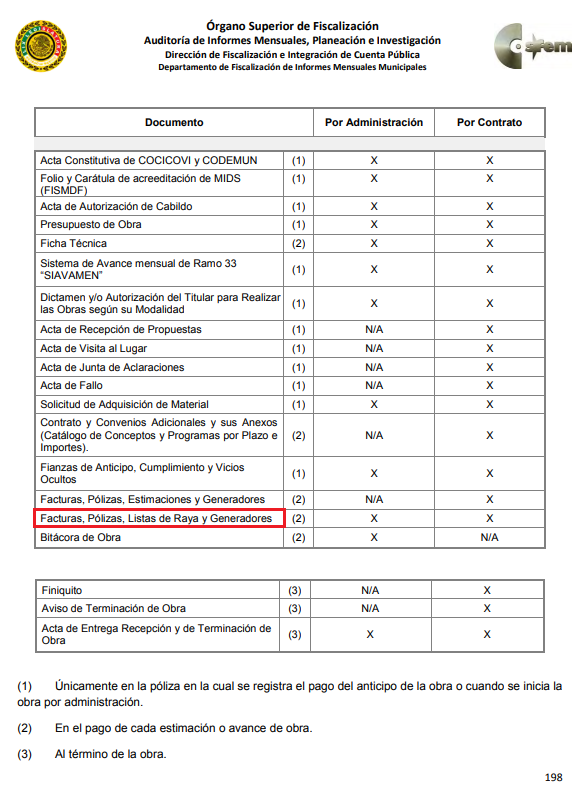 Órgano Superior de Fiscalización
Auditoría de Informes Mensuales, Planeación e Investigación
Dirección de Fiscalización e Integración de Cuenta Pública
Departamento de Fiscalización de Informes Mensuales Municipales
osfem
Documento Por Administración Por Contrato
Acta Constitutiva de COCICOVI y CODEMUN (1) X X
Folio y Carátula de acreeditación de MIDS
(FISMDF) (1) X X
Acta de Autorización de Cabildo (1) X X
Presupuesto de Obra (1) X X
Ficha Técnica (2) X X
Sistema de Avance mensual de Ramo 33
“SIAVAMEN” (1) X X
Dictamen y/o Autorización del Titular para Realizar
las Obras según su Modalidad (1) X X
Acta de Recepción de Propuestas (1) N/A X
Acta de Visita al Lugar (1) N/A X
Acta de Junta de Aclaraciones (1) N/A X
Acta de Fallo (1) N/A X
Solicitud de Adquisición de Material (1) X X
Contrato y Convenios Adicionales y sus Anexos
(Catálogo de Conceptos y Programas por Plazo e (2) N/A X
Importes).
Fianzas de Anticipo, Cumplimiento y Vicios
Ocultos (1) X X
Facturas, Pólizas, Estimaciones y Generadores (2) N/A X
Facturas, Pólizas, Listas de Raya y Generadores (2) X X
Bitácora de Obra (2) X N/A
Finiquito (3) N/A X
Aviso de Terminación de Obra (3) N/A X
Acta de Entrega Recepción y de Terminación de
Obra (3) X X
(1) Únicamente en la póliza en la cual se registra el pago del anticipo de la obra o cuando se inicia la
obra por administración.
(2) En el pago de cada estimación o avance de obra.
(3) Al término de la obra.
198